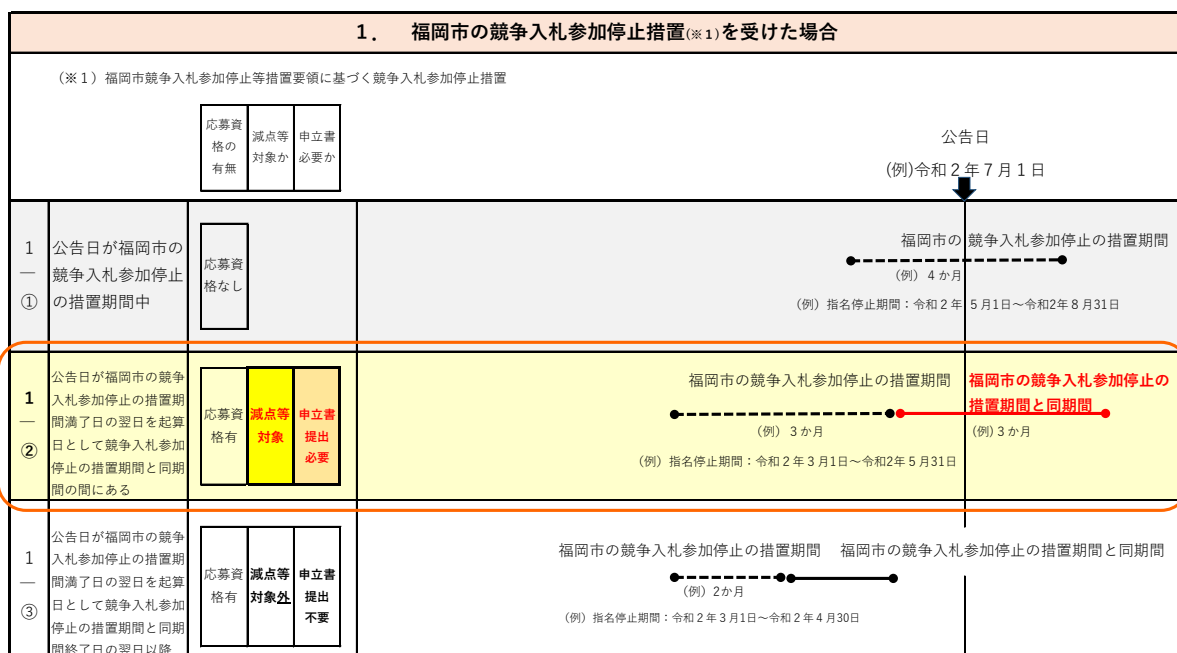 1． 福岡市の競争入札参加停止措置(※1)を受けた場合
（※１）福岡市競争入札参加停止等措置要領に基づく競争入札参加停止措置
応募資
格の
有無
減点等
対象か
申立書
必要か
公告日
(例)令和２年７月１日
1
―
①
公告日が福岡市の
競争入札参加停止
の措置期間中
応募資
格なし
福岡市の 競争入札参加停止の措置期間
（例）４か月
（例）指名停止期間：令和２年 ５月1日～令和2年８月31日
1
―
②
公告日が福岡市の競争
入札参加停止の措置期
間満了日の翌日を起算
日として競争入札参加
停止の措置期間と同期
間の間にある
応募資
格有
減点等
対象
申立書
提出
必要
福岡市の競争入札参加停止の措置期間
（例）３か月
（例）指名停止期間：令和２年３月1日～令和2年５月31日
福岡市の競争入札参加停止の
措置期間と同期間
(例)３か月
1
―
③
公告日が福岡市の競争
入札参加停止の措置期
間満了日の翌日を起算
日として競争入札参加
停止の措置期間と同期
間終了日の翌日以降
応募資
格有
減点等
対象外
申立書
提出
不要
福岡市の競争入札参加停止の措置期間 福岡市の競争入札参加停止の措置期間と同期間
（例）2か月
（例）指名停止期間：令和２年３月1日～令和２年４月30日